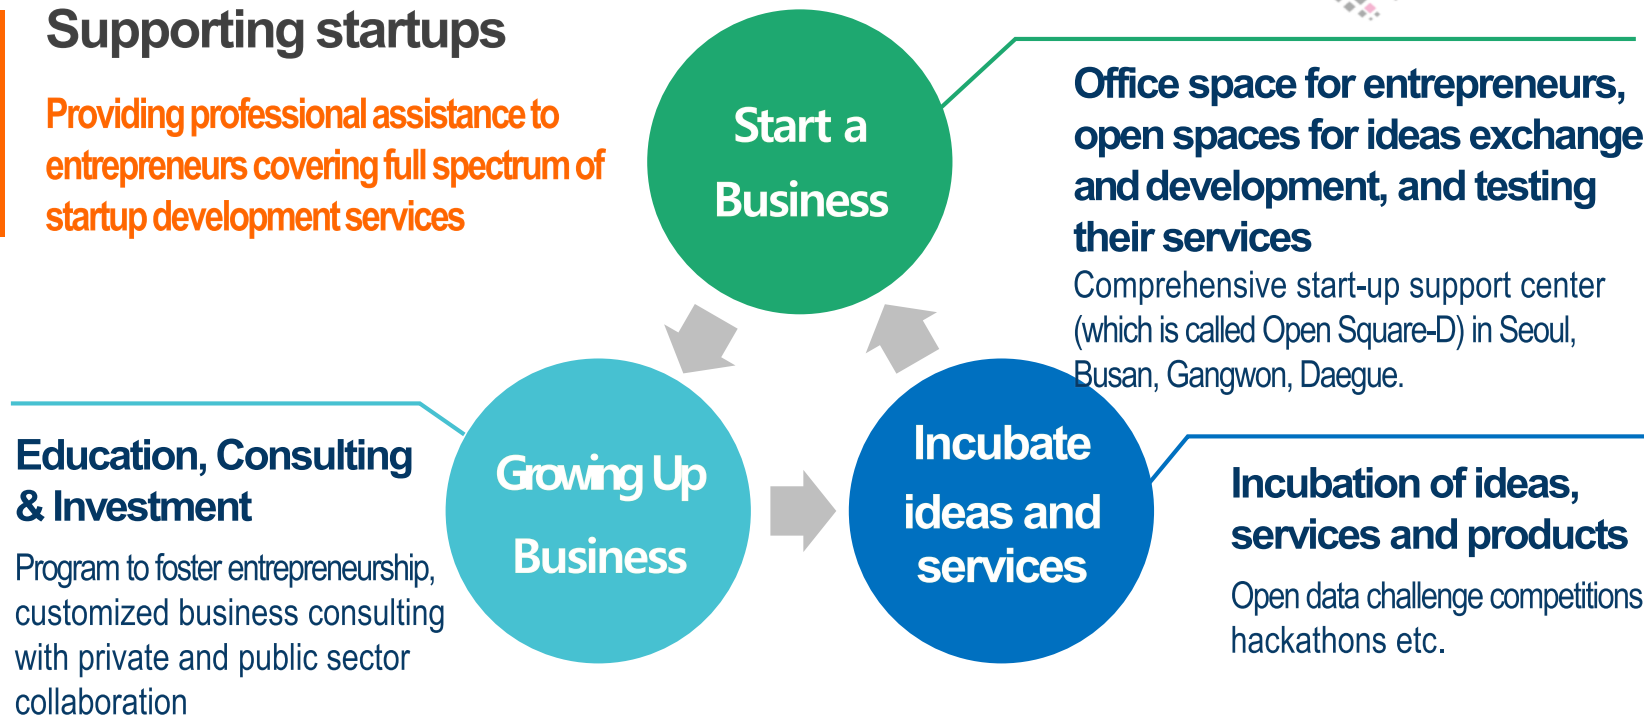 Supporting startups
Providing professional assistance to
entrepreneurs covering full spectrum of
startup development services
Start a
Business
Office space for entrepreneurs,
open spaces for ideas exchange
and development, and testing
their services
Comprehensive start-up support center
(which is called Open Square-D) in Seoul,
Busan, Gangwon, Daegue.
Education, Consulting
& Investment
Program to foster entrepreneurship,
customized business consulting
with private and public sector
collaboration
Growing Up
Business
Incubate
ideas and
services
Incubation of ideas,
services and products
Open data challenge competitions
hackathons etc.